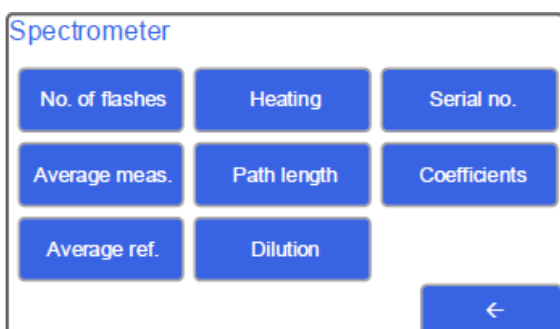 Spectrometer
No. of flashes
Heating
Serial no.
Average meas.
Path length
Coefficients
Average ref.
Dilution
←